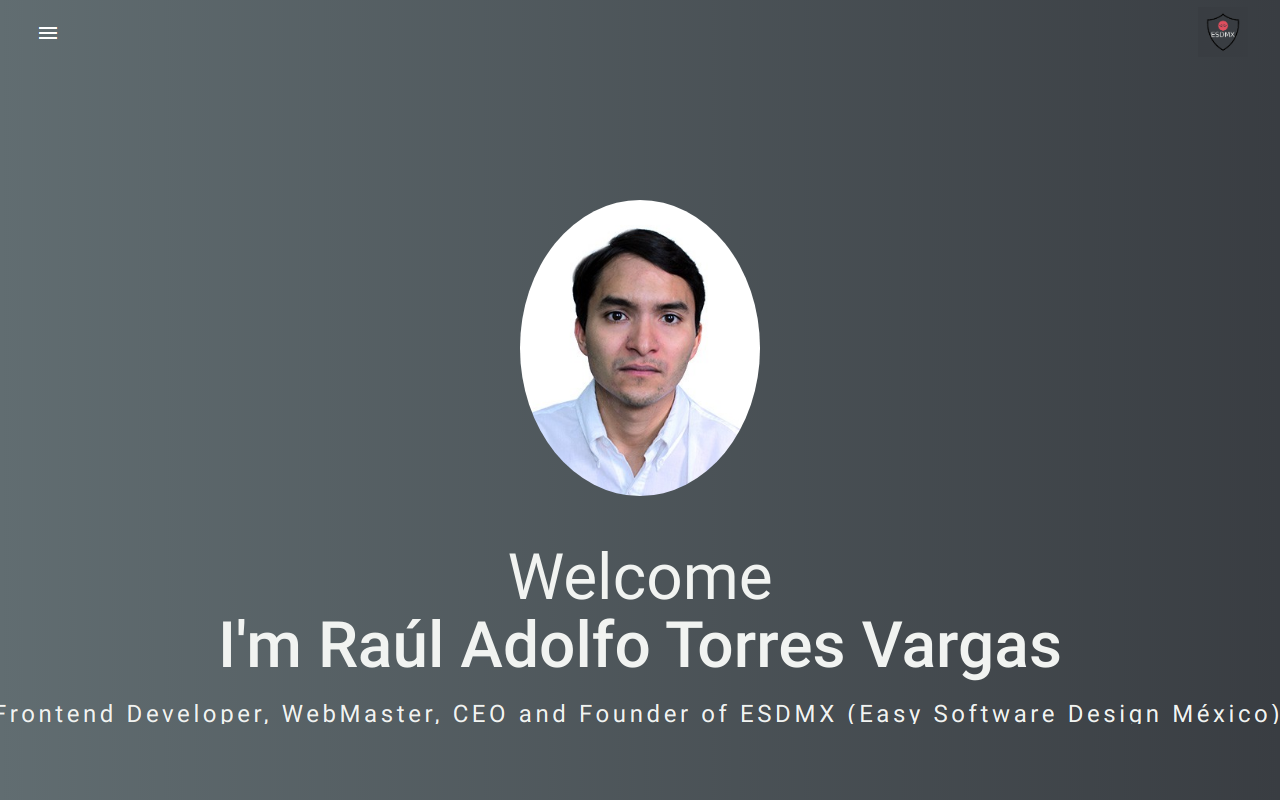 ESDMX
Welcome
I'm Raúl Adolfo Torres Vargas
Frontend Developer, WebMaster, CEO and Founder of ESDMX (Easy Software Design México)